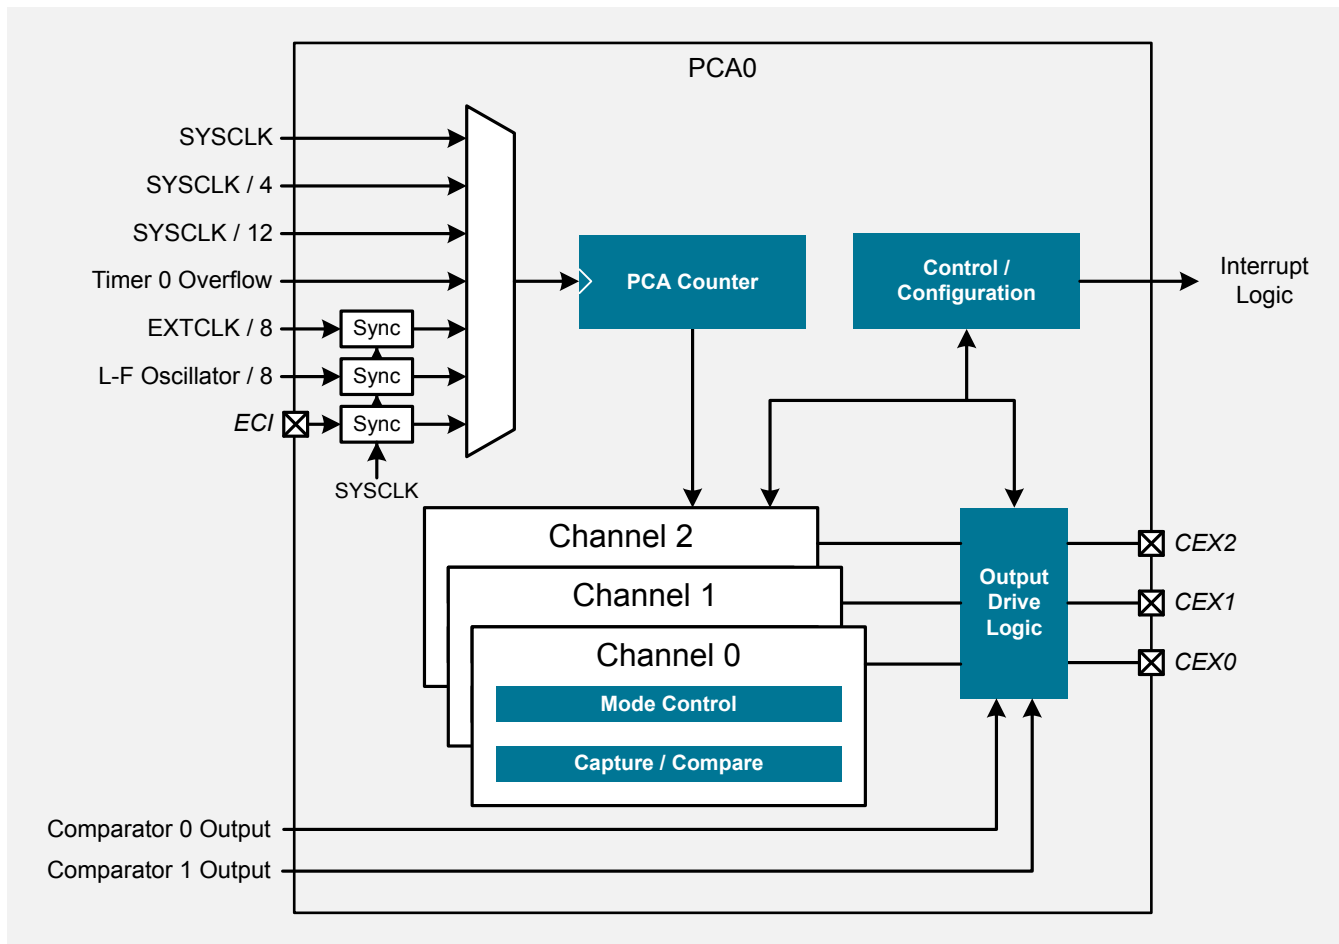 PCA0
SYSCLK
SYSCLK / 4
SYSCLK / 12
Timer 0 Overflow
EXTCLK / 8
Sync
L-F Oscillator / 8
Sync
ECI
Sync
SYSCLK
PCA Counter
Control /
Configuration
Interrupt
Logic
Channel 2
Channel 1
Channel 0
Mode Control
Capture / Compare
Output
Drive
Logic
CEX2
CEX1
CEX0
Comparator 0 Output
Comparator 1 Output